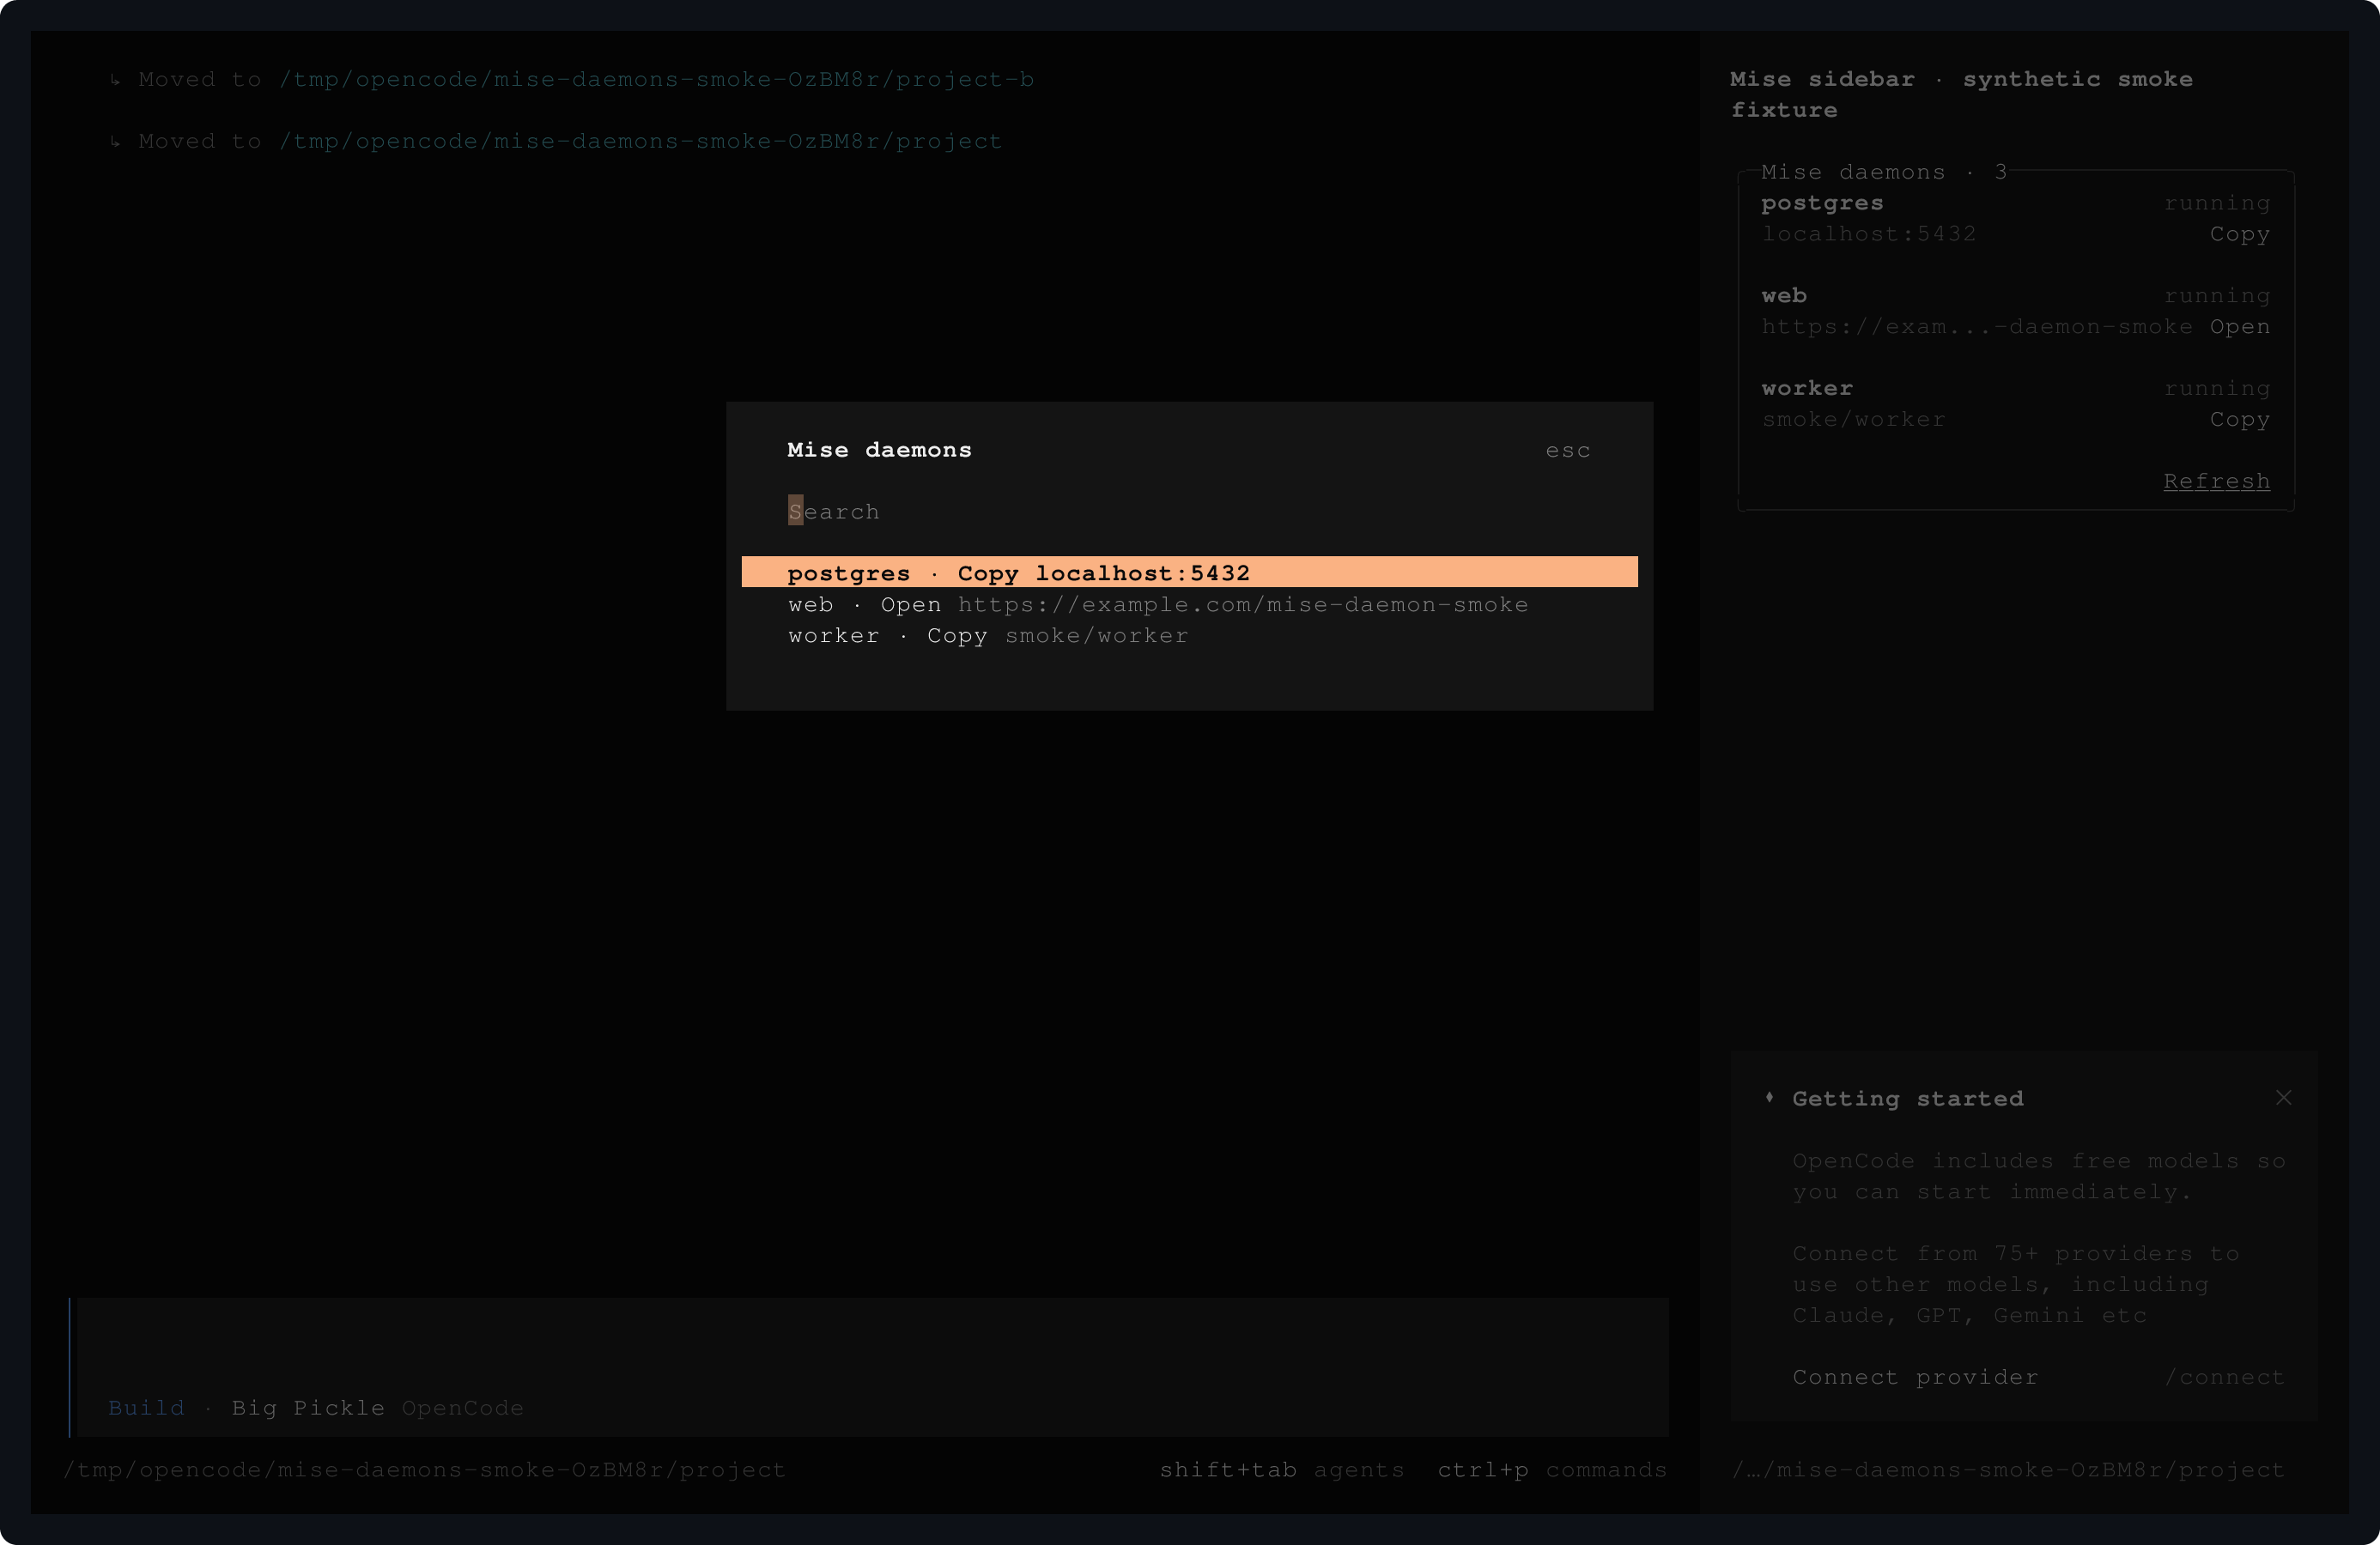 ↳ Moved to /tmp/opencode/mise-daemons-smoke-OzBM8r/project-b
↳ Moved to /tmp/opencode/mise-daemons-smoke-OzBM8r/project
Mise daemons esc
Search
postgres · Copy localhost:5432
web · Open https://example.com/mise-daemon-smoke
worker · Copy smoke/worker
Build · Big Pickle OpenCode
/tmp/opencode/mise-daemons-smoke-OzBM8r/project shift+tab agents ctrl+p commands
Mise sidebar · synthetic smoke
fixture
Mise daemons · 3
postgres running
localhost:5432 Copy
web running
https://exam...-daemon-smoke Open
worker running
smoke/worker Copy
Refresh
Getting started
OpenCode includes free models so
you can start immediately.
Connect from 75+ providers to
use other models, including
Claude, GPT, Gemini etc
Connect provider /connect
/…/mise-daemons-smoke-OzBM8r/project